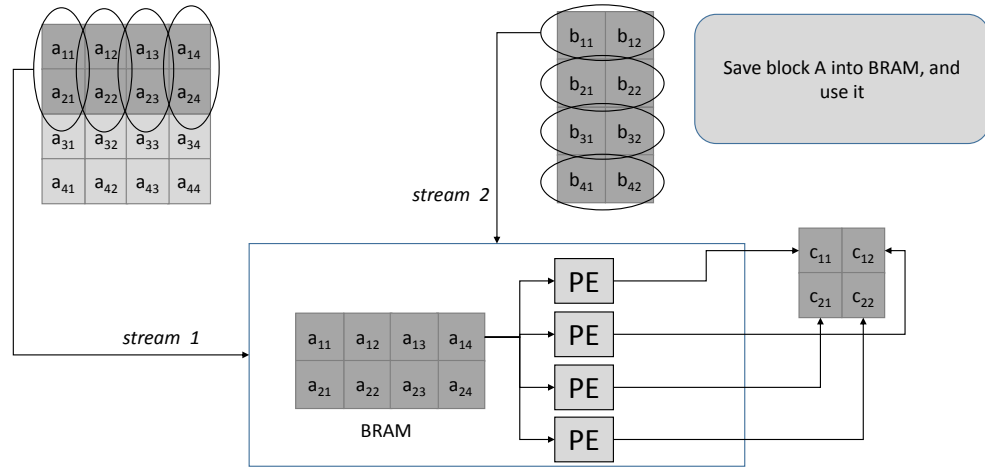 a11 a12 a13 a14
a21 a22 a23 a24
a31 a32 a33 a34
a41 a42 a43 a44
b11 b12
b21 b22
b31 b32
b41 b42
Save block A into BRAM, and
use it
stream 2
stream 1
a11 a12 a13 a14
a21 a22 a23 a24
BRAM
PE
PE
PE
PE
c11 c12
c21 c22